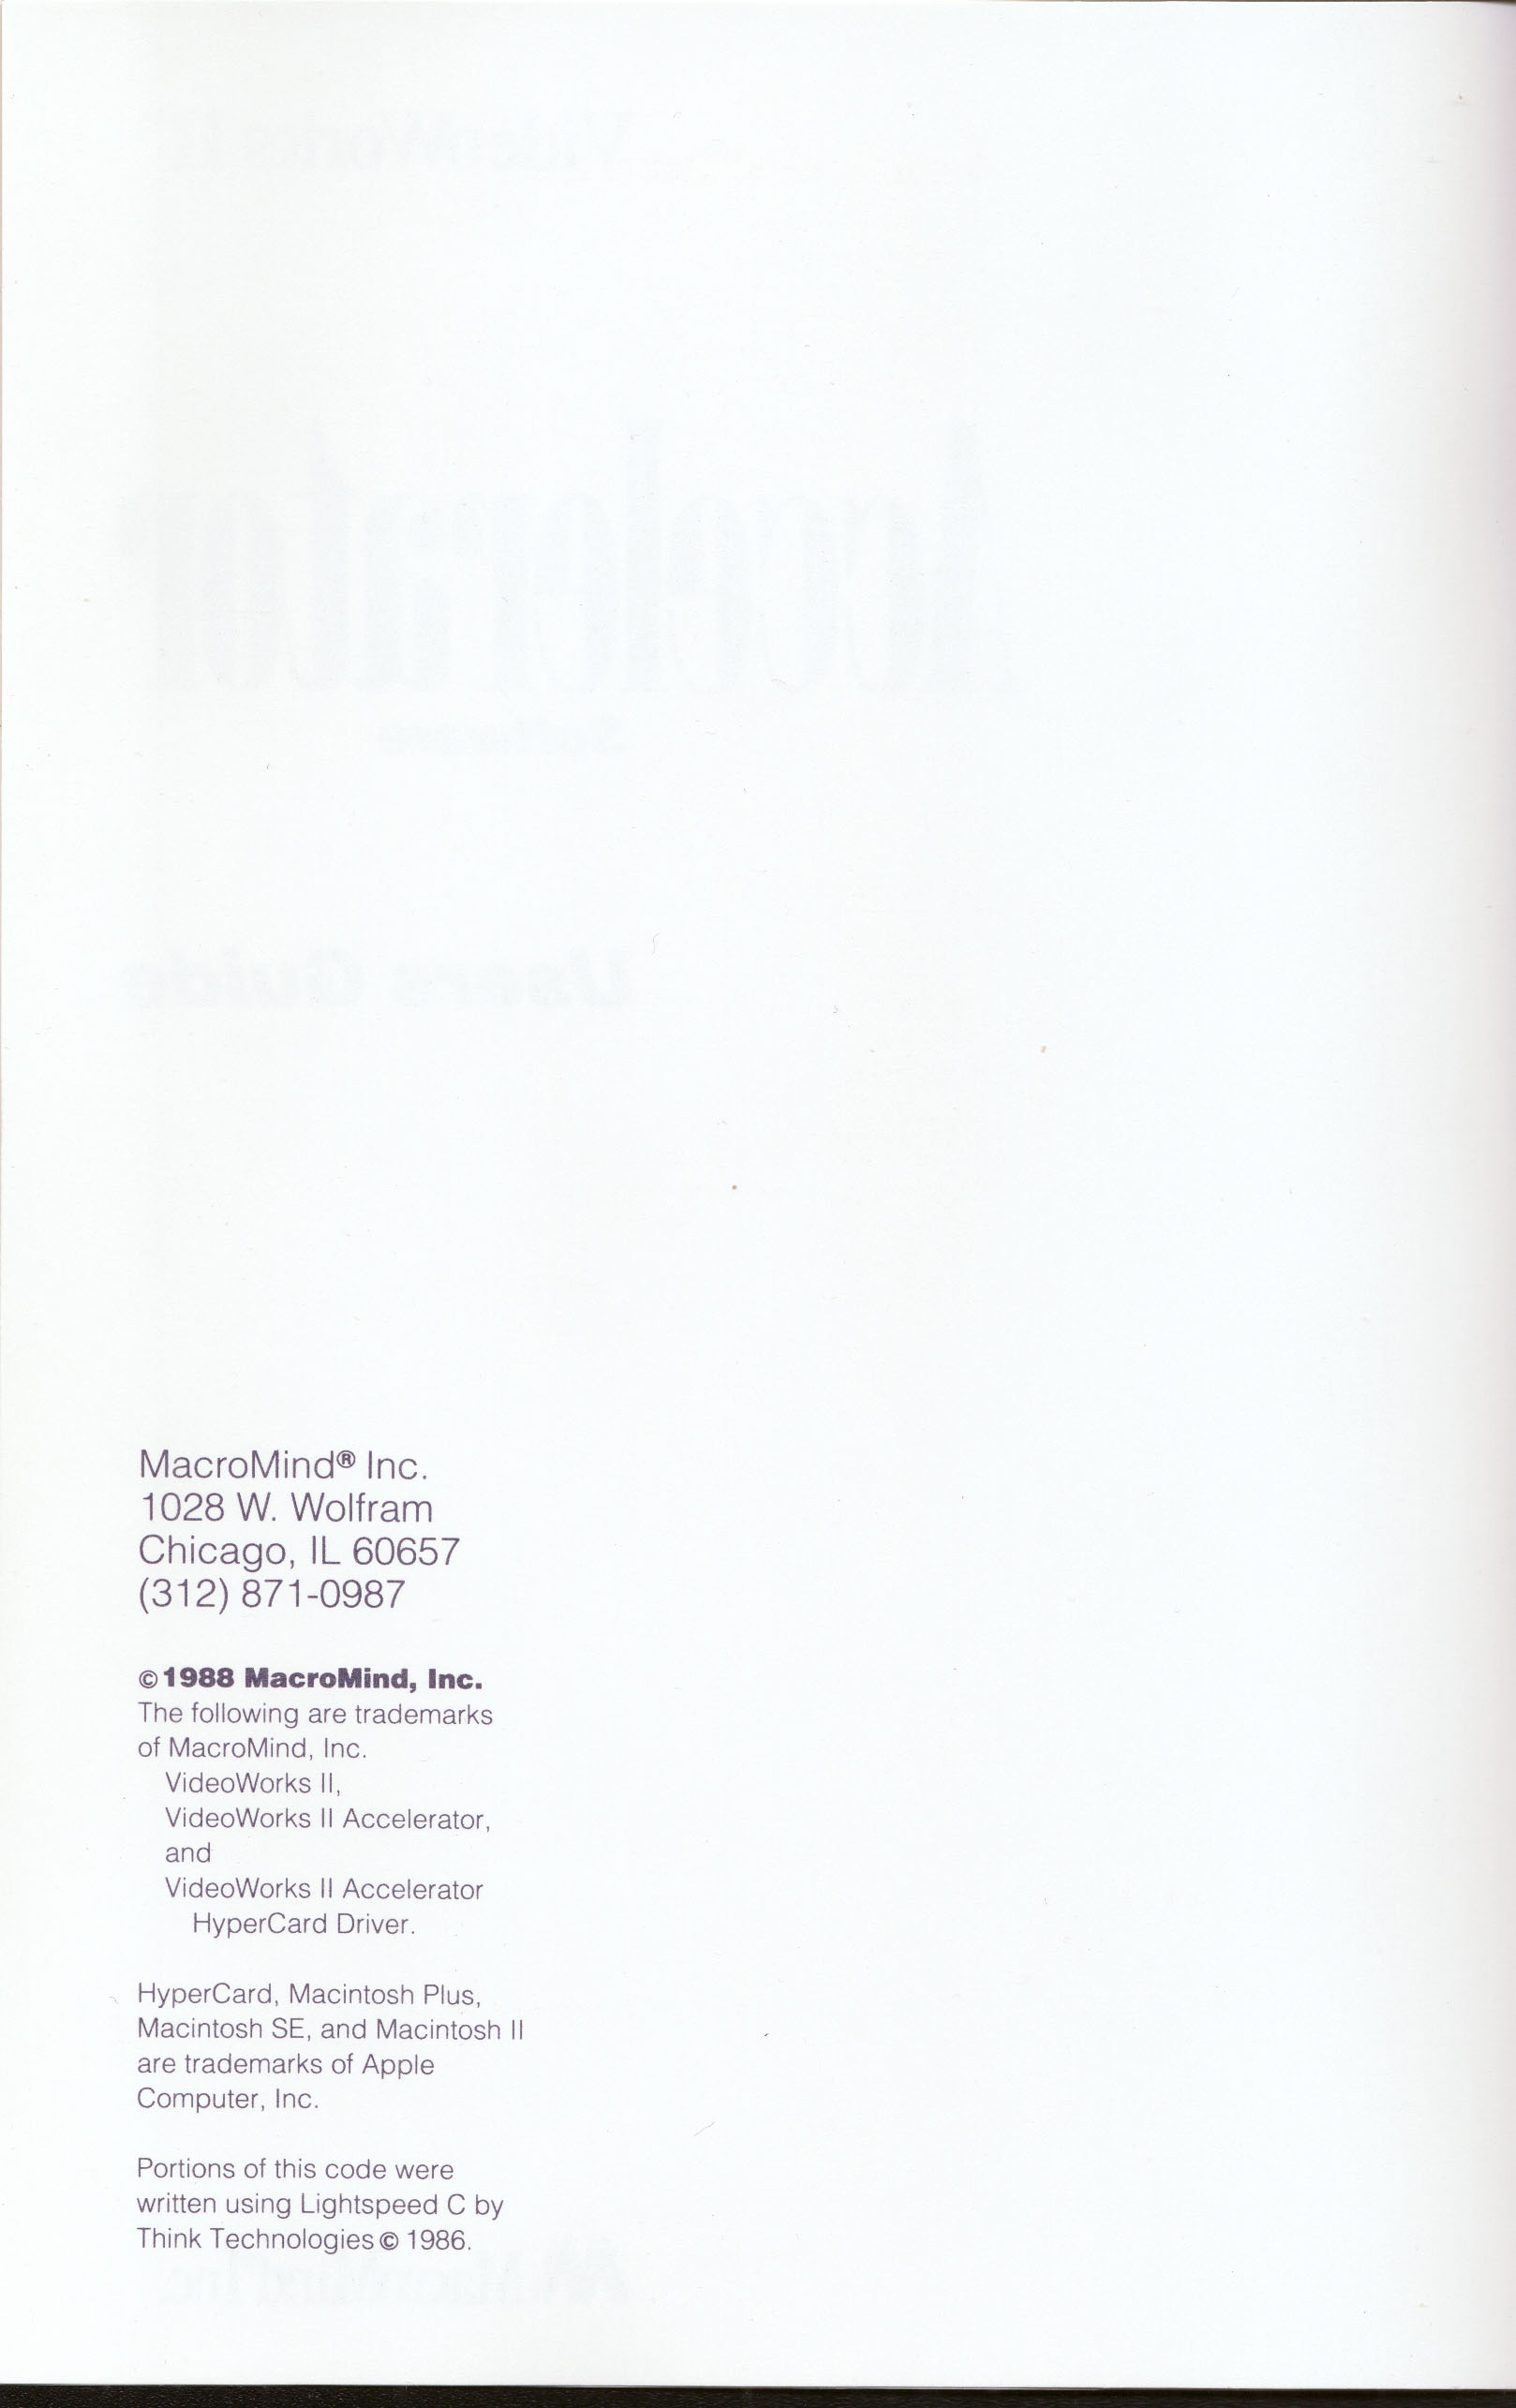 MacroMind® Inc.
1028 W. Wolfram
Chicago, IL 60657
(312) 871-0987
©1988 MacroMind, Inc.
The following are trademarks
of MacroMind, Inc.
VideoWorks II,
VideoWorks II Accelerator,
and
VideoWorks II Accelerator
HyperCard Driver.
HyperCard, Macintosh Plus,
Macintosh SE, and Macintosh II
are trademarks of Apple
Computer, Inc.
Portions of this code were
written using Lightspeed C by
Think Technologies© 1986.